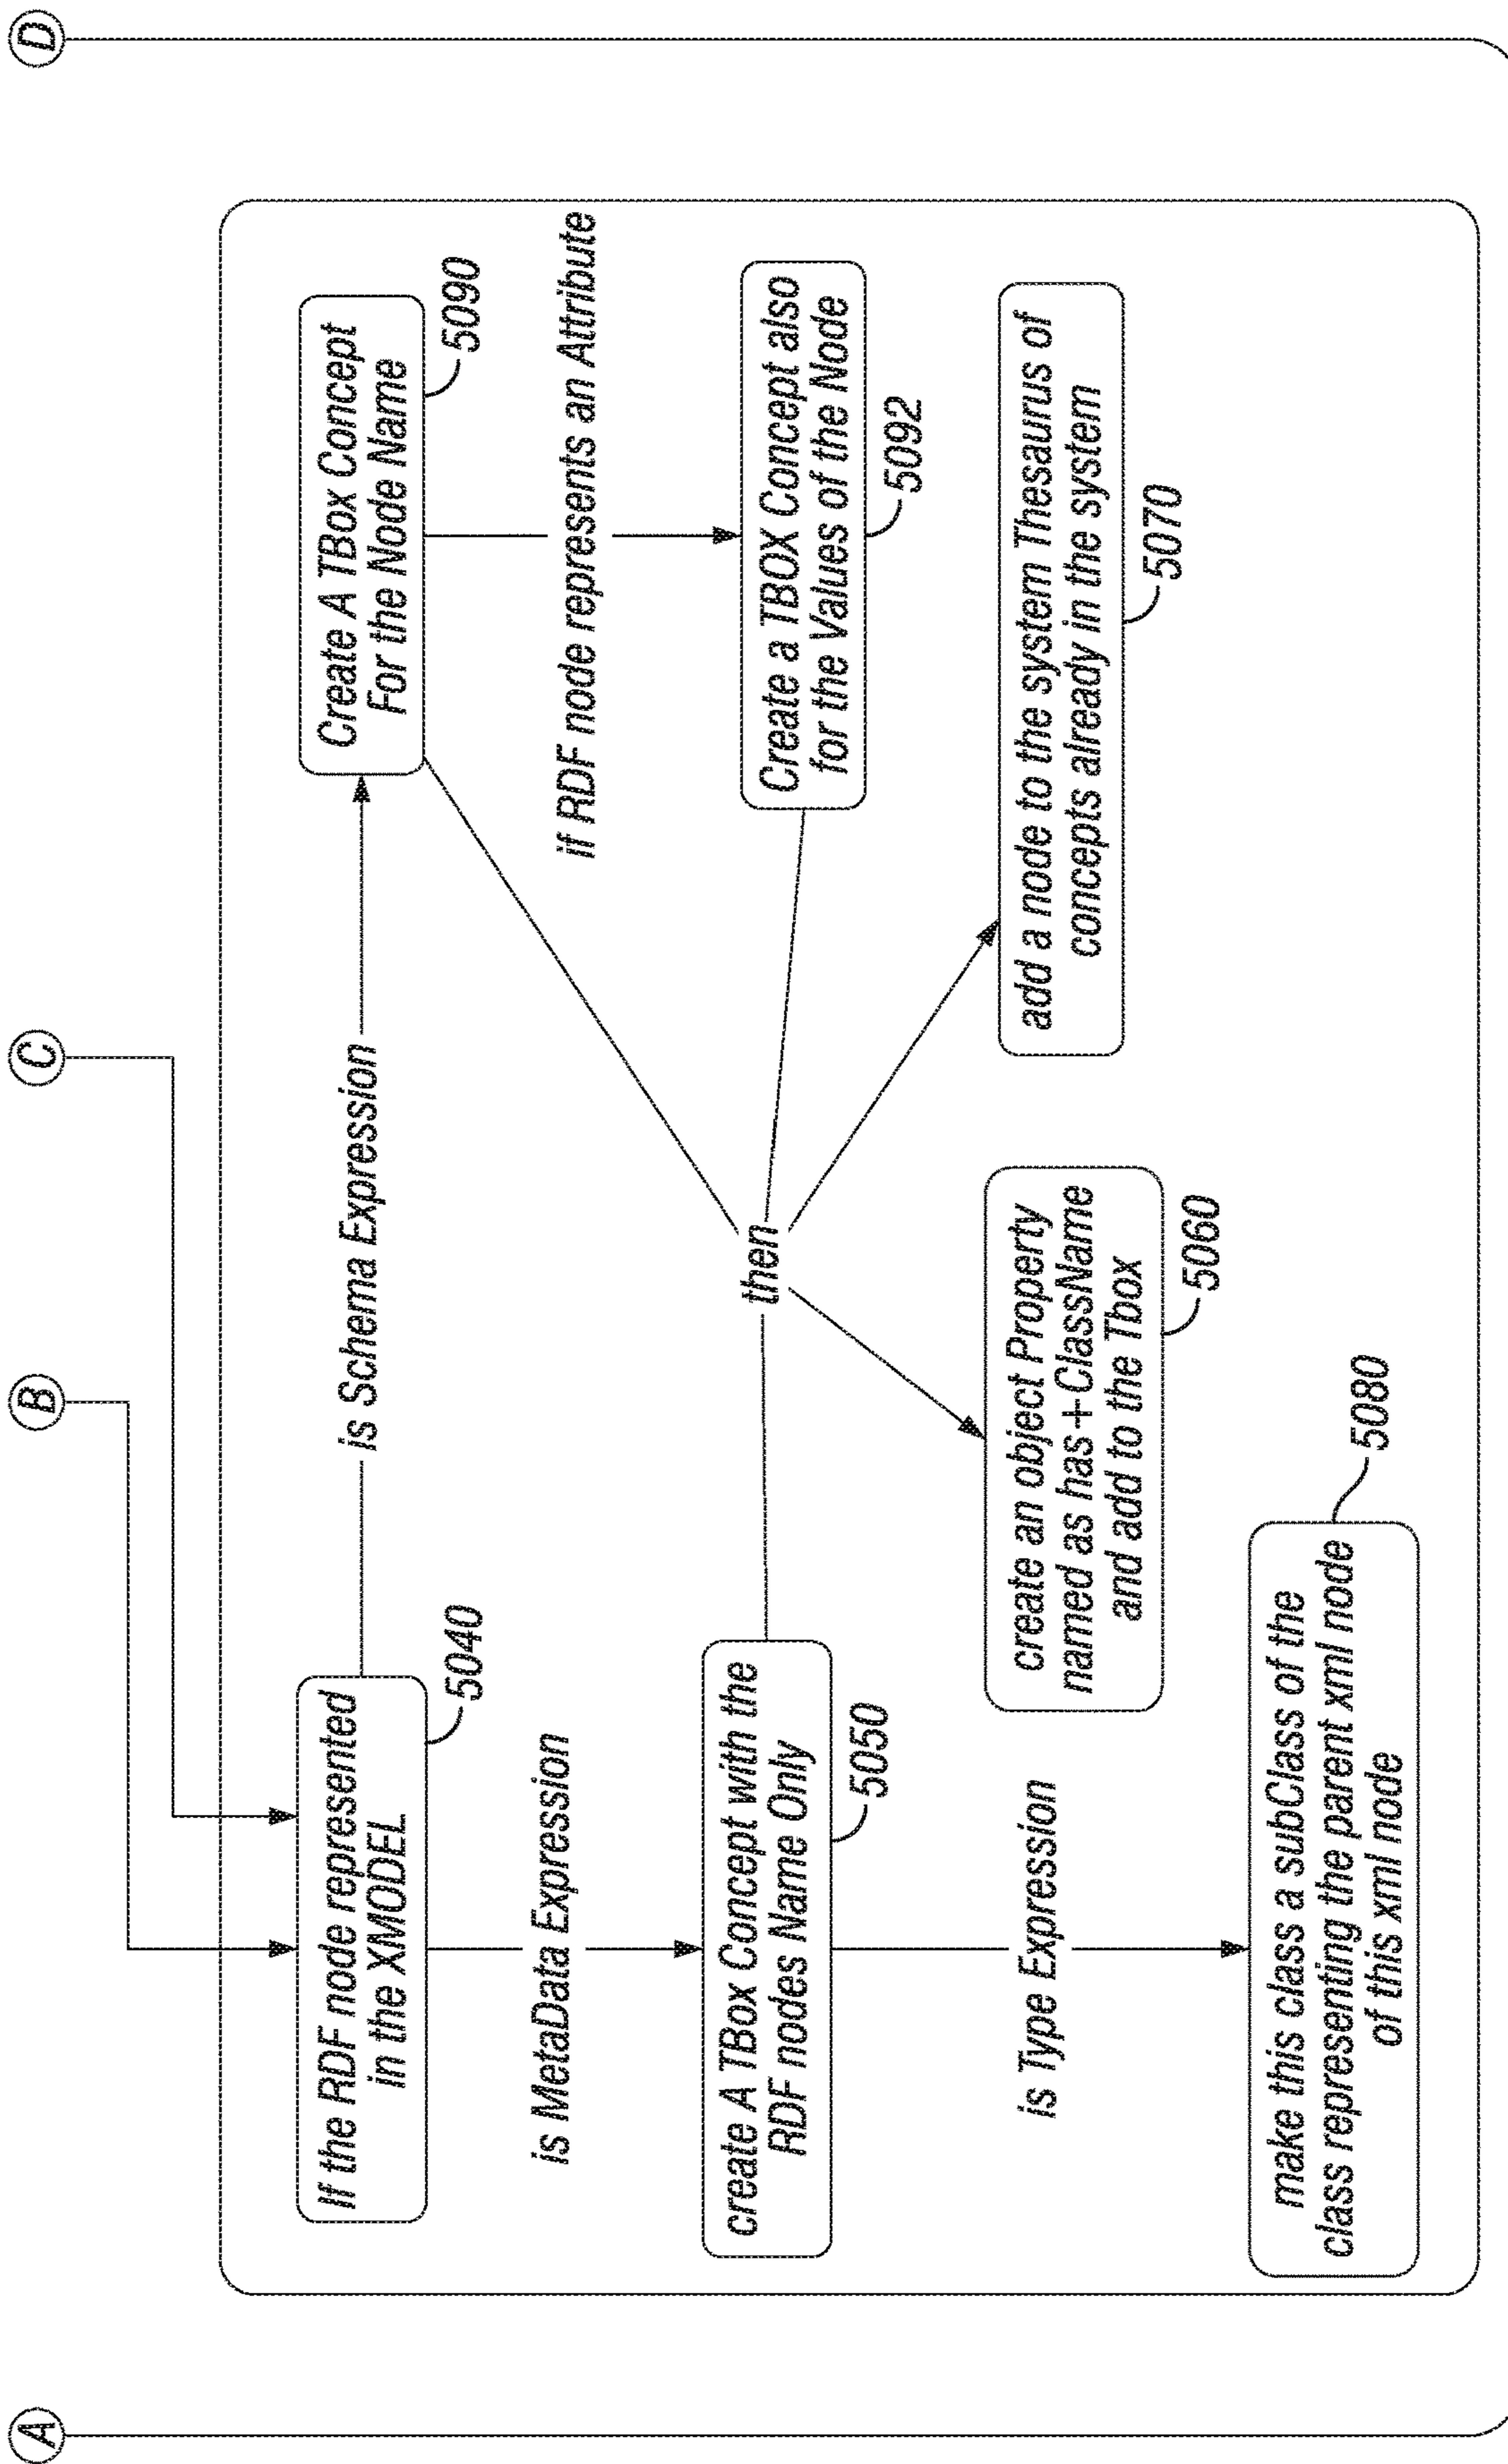 A
B
C
D
If the RDF node represented
in the XMODEL
5040
is Schema Expression
Create A TBox Concept
For the Node Name
5090
is MetaData Expression
if RDF node represents an Attribute
create A TBox Concept with the
RDF nodes Name Only
5050
then
Create a TBOX Concept also
for the Values of the Node
5092
is Type Expression
create an object Property
named as has+ClassName
and add to the Tbox
5060
add a node to the system Thesaurus of
concepts already in the system
5070
make this class a subClass of the
class representing the parent xml node
of this xml node
5080